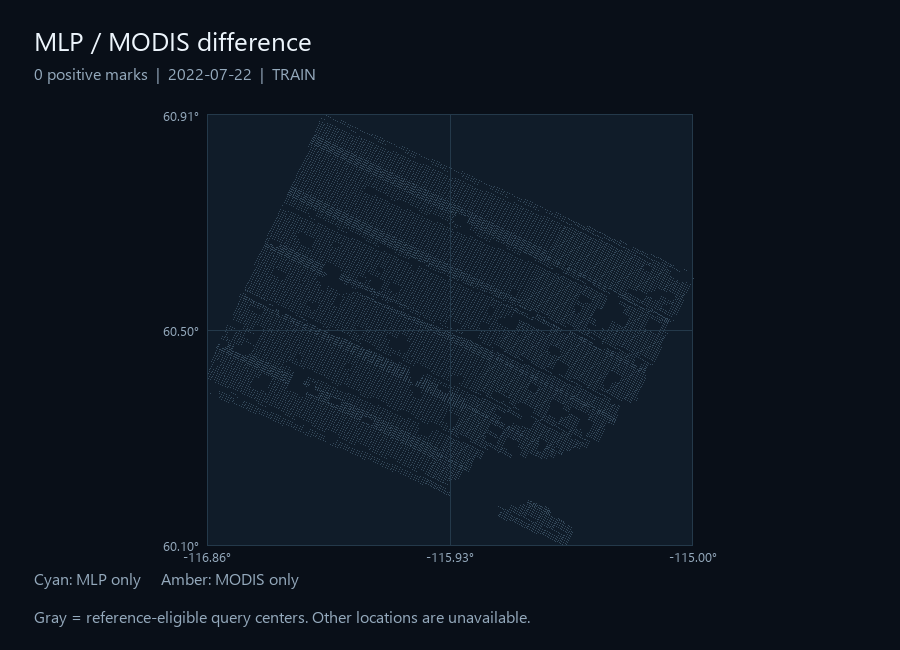 MLP / MODIS difference
0 positive marks | 2022-07-22 | TRAIN
60.91°
60.50°
60.10°
-116.86° -115.93° -115.00°
Cyan: MLP only Amber: MODIS only
Gray = reference-eligible query centers. Other locations are unavailable.